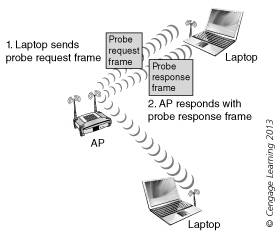 1. Laptop sends
probe request frame
Probe
request
frame
Probe
response
frame
Laptop
2. AP responds with
probe response frame
AP
Laptop
© Cengage Learning 2013